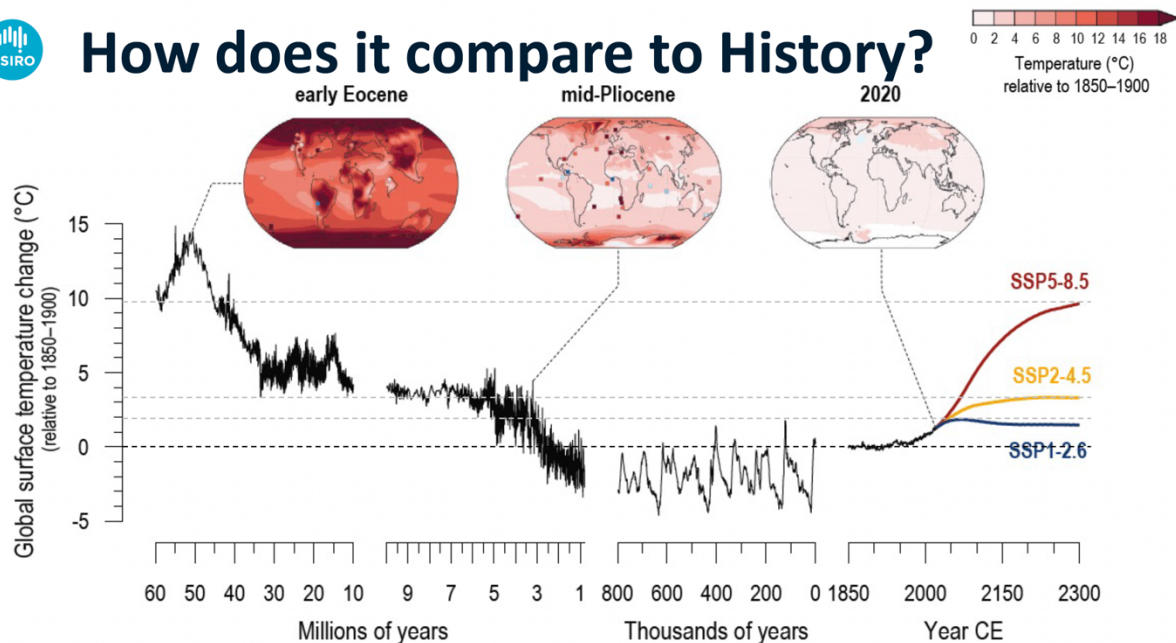 SIRO
How does it compare to History?
0 2 4 6 8 10 12 14 16 18
Temperature (°C)
relative to 1850–1900
early Eocene
mid-Pliocene
2020
Global surface temperature change (°C)
(relative to 1850–1900)
15
10
5
0
-5
SSP5-8.5
SSP2-4.5
SSP1-2.6
60 50 40 30 20 10
9 7 5 3 1
800 600 400 200 0
1850 2000 2150 2300
Millions of years
Thousands of years
Year CE